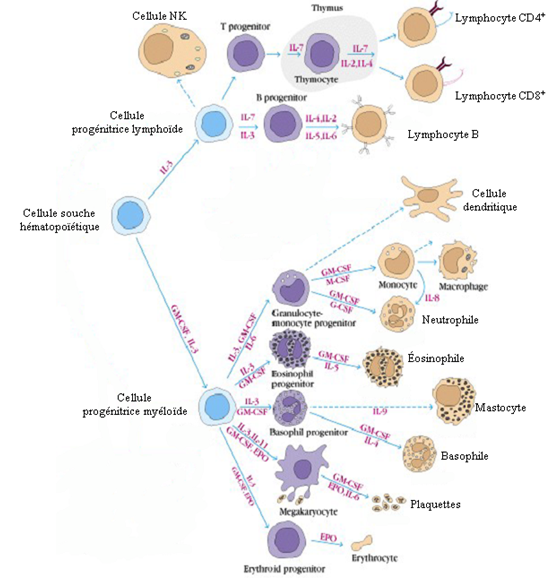 Thymus
Cellule NK
T progenitor
Lymphocyte CD4+
IL-7
IL-7
IL-2,IL-4
Thymocyte
Lymphocyte CD8+
B progenitor
Cellule
progénitrice lymphoïde
IL-7
IL-3
IL-4,IL-2
IL-5,IL-6
Lymphocyte B
IL-3
Cellule
dendritique
Cellule souche
hématopoïétique
GM-CSF
M-CSF
Monocyte
Macrophage
GM-CSF
G-CSF
IL-8
Granulocyte-
monocyte progenitor
Neutrophile
GM-CSF, IL-3
IL-3, GM-CSF
IL-6
IL-3
GM-CSF
GM-CSF
IL-5
Éosinophile
Eosinophil
progenitor
Cellule
progénitrice myéloïde
IL-3
GM-CSF
IL-9
Mastocyte
Basophil progenitor
GM-CSF
IL-4
Basophile
IL-3,IL-11
GM-CSF,EPO
GM-CSF
EPO,IL-6
Plaquettes
Megakaryocyte
IL-3
GM-CSF,EPO
EPO
Erythrocyte
Erythroid progenitor